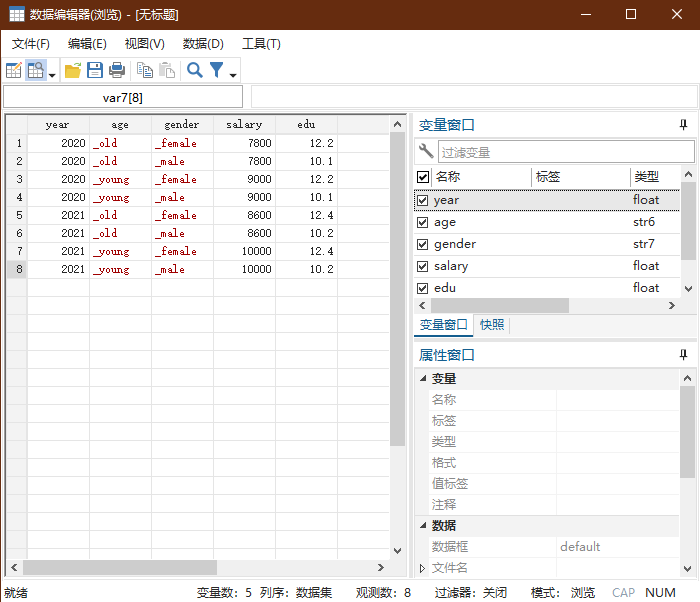 数据编辑器(浏览) - [无标题]
文件(F) 编辑(E) 视图(V) 数据(D) 工具(T)
var7[8]
year age gender salary edu
1 2020 _old _female 7800 12.2
2 2020 _old _male 7800 10.1
3 2020 _young _female 9000 12.2
4 2020 _young _male 9000 10.1
5 2021 _old _female 8600 12.4
6 2021 _old _male 8600 10.2
7 2021 _young _female 10000 12.4
8 2021 _young _male 10000 10.2
变量窗口
过滤变量
名称 标签 类型
year float
age str6
gender str7
salary float
edu float
变量窗口 快照
属性窗口
变量
名称
标签
类型
格式
值标签
注释
数据
数据框 default
文件名
就绪 变量数: 5 列序: 数据集 观测数: 8 过滤器: 关闭 模式: 浏览 CAP NUM